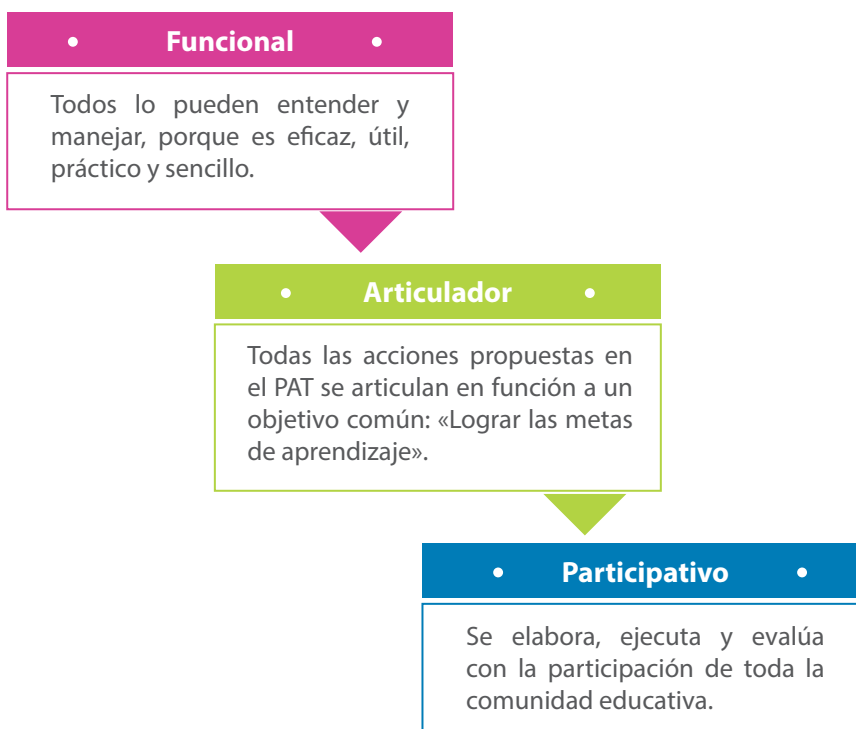 • Funcional •
Todos lo pueden entender y
manejar, porque es eficaz, útil,
práctico y sencillo.
• Articulador •
Todas las acciones propuestas en
el PAT se articulan en función a un
objetivo común: «Lograr las metas
de aprendizaje».
• Participativo •
Se elabora, ejecuta y evalúa
con la participación de toda la
comunidad educativa.